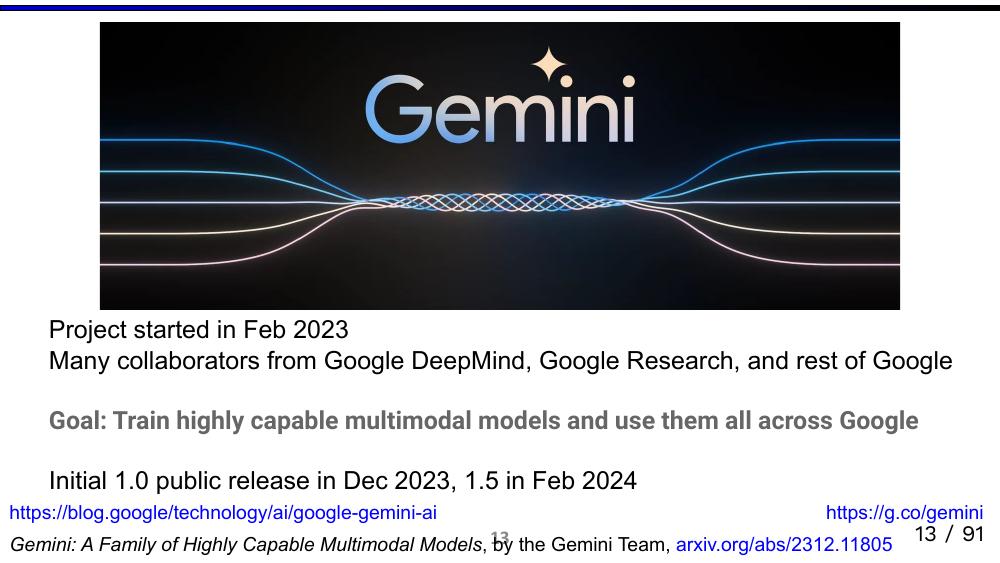 Gemini
Project started in Feb 2023
Many collaborators from Google DeepMind, Google Research, and rest of Google
Goal: Train highly capable multimodal models and use them all across Google
Initial 1.0 public release in Dec 2023, 1.5 in Feb 2024
https://blog.google/technology/ai/google-gemini-ai
https://g.co/gemini
13
Gemini: A Family of Highly Capable Multimodal Models, by the Gemini Team, arxiv.org/abs/2312.11805
13 / 91